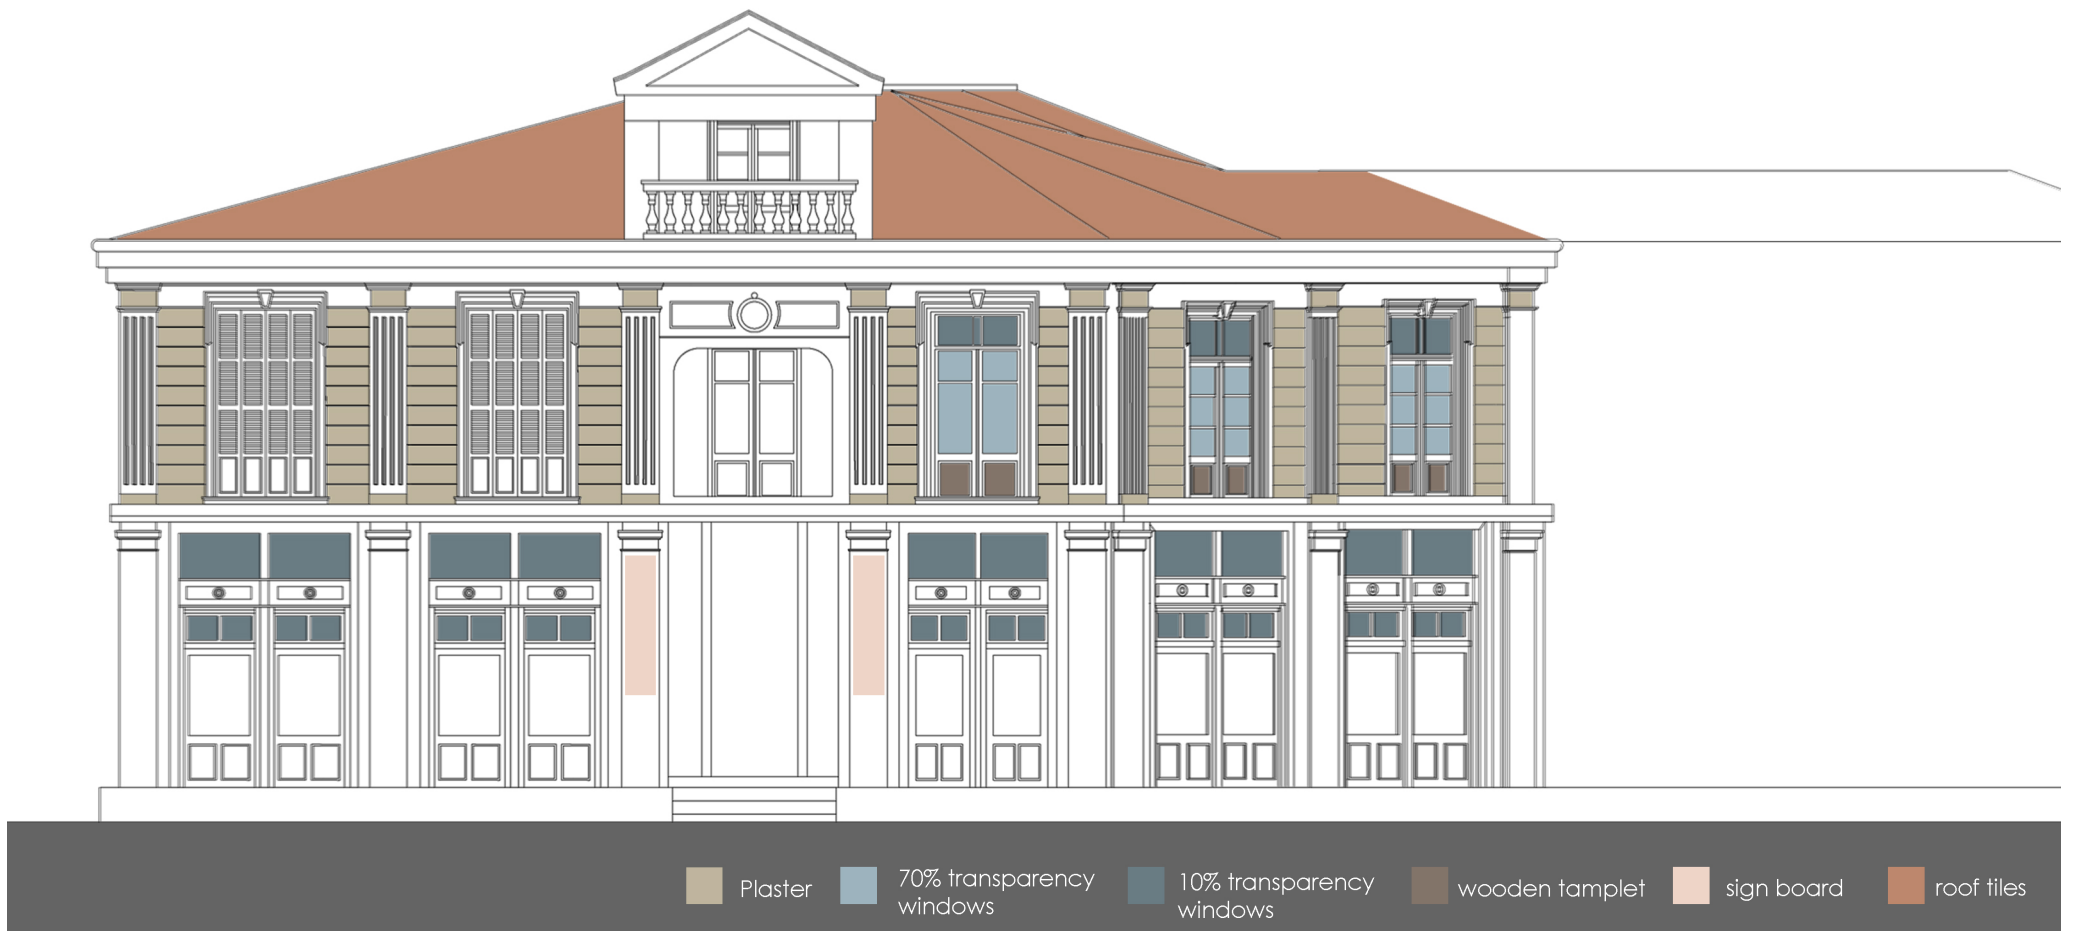 Plaster
70% transparency
windows
10% transparency
windows
wooden tamplet
sign board
roof tiles